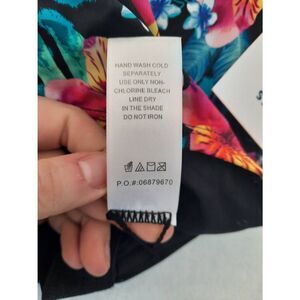 HAND WASH COLD
SEPARATELY
USE ONLY NON-
CHLORINE BLEACH
LINE DRY
IN THE SHADE
DO NOT IRON
P.O.#:06879670